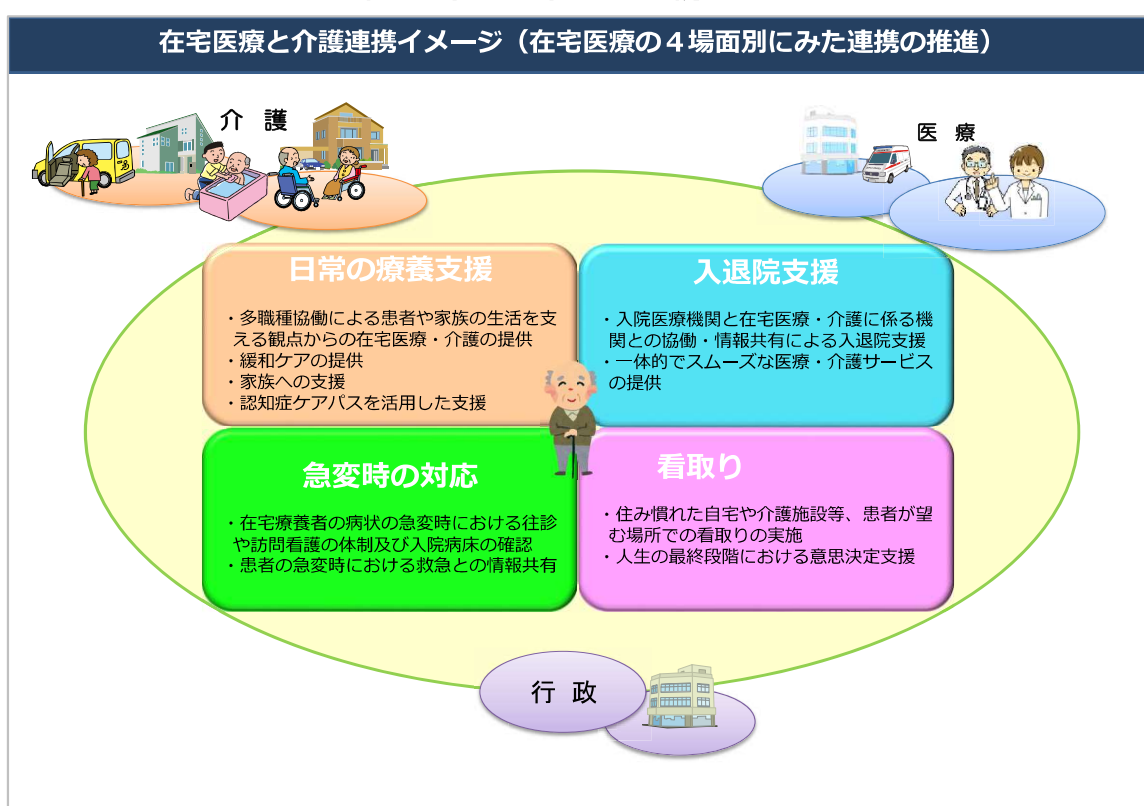 在宅医療と介護連携イメージ（在宅医療の４場面別にみた連携の推進）
介 護
医 療
日常の療養支援
・多職種協働による患者や家族の生活を支
える観点からの在宅医療・介護の提供
・緩和ケアの提供
・家族への支援
・認知症ケアパスを活用した支援
入退院支援
・入院医療機関と在宅医療・介護に係る機
関との協働・情報共有による入退院支援
・一体的でスムーズな医療・介護サービス
の提供
急変時の対応
・在宅療養者の病状の急変時における往診
や訪問看護の体制及び入院病床の確認
・患者の急変時における救急との情報共有
看取り
・住み慣れた自宅や介護施設等、患者が望
む場所での看取りの実施
・人生の最終段階における意思決定支援
行 政